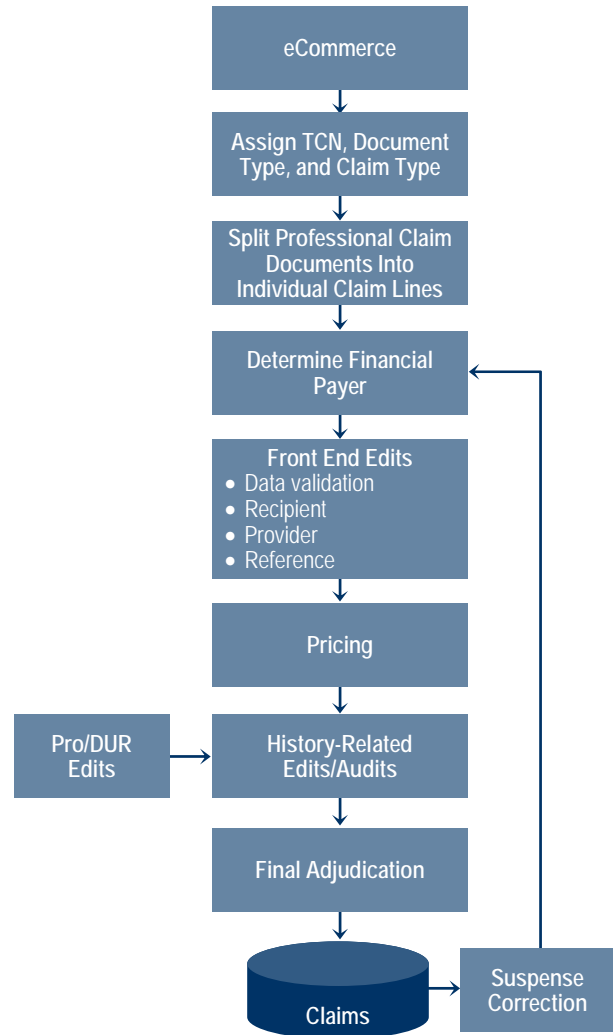 eCommerce
Assign TCN, Document
Type, and Claim Type
Split Professional Claim
Documents Into
Individual Claim Lines
Determine Financial
Payer
Front End Edits
• Data validation
• Recipient
• Provider
• Reference
Pricing
Pro/DUR
Edits
History-Related
Edits/Audits
Final Adjudication
Claims
Suspense
Correction